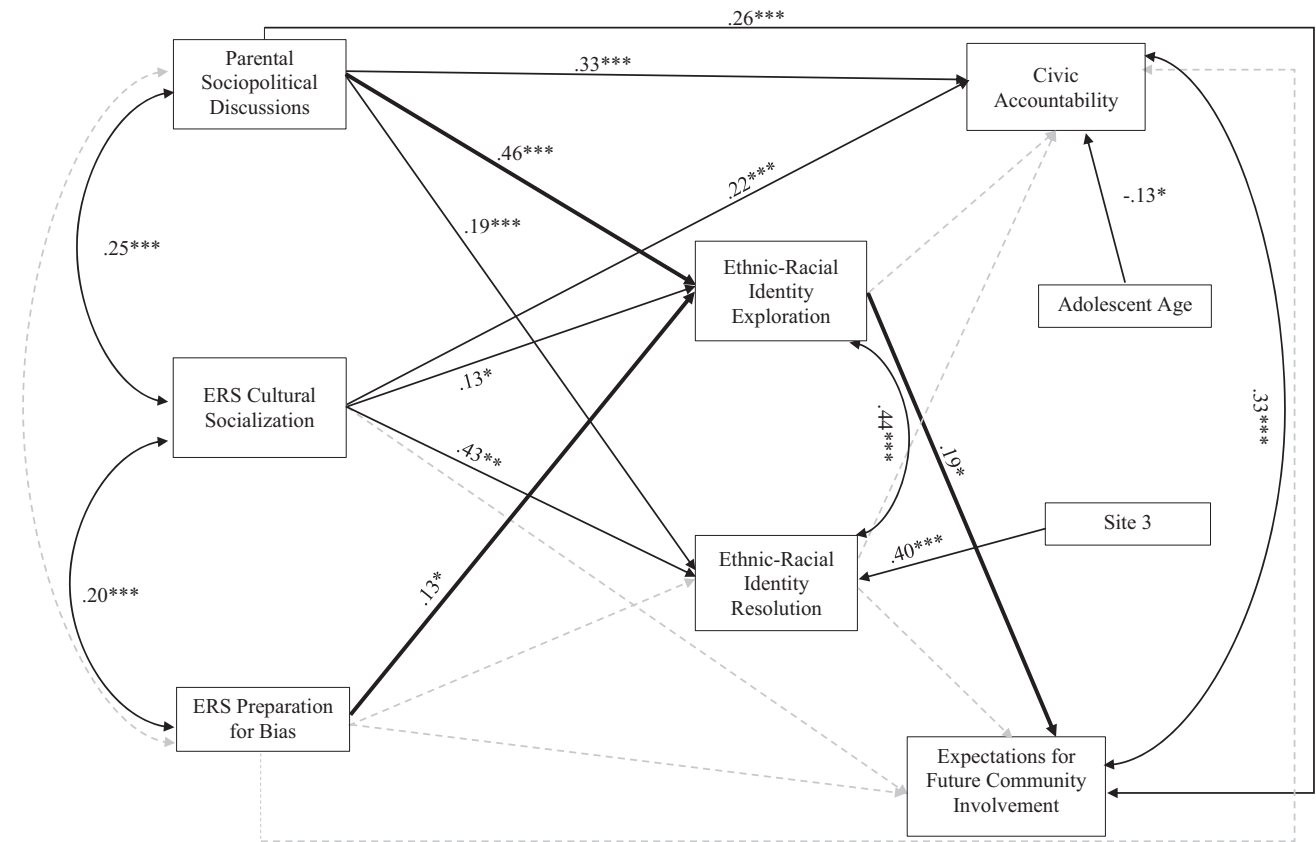 .26***
Parental
Sociopolitical
Discussions
.33***
Civic
Accountability
.46***
.22***
-.13*
.19***
.25***
Ethnic-Racial
Identity
Exploration
Adolescent Age
.13*
ERS Cultural
Socialization
.33***
.44***
.43**
.19*
Site 3
.40***
Ethnic-Racial
Identity
Resolution
.13*
.20***
ERS Preparation
for Bias
Expectations for
Future Community
Involvement